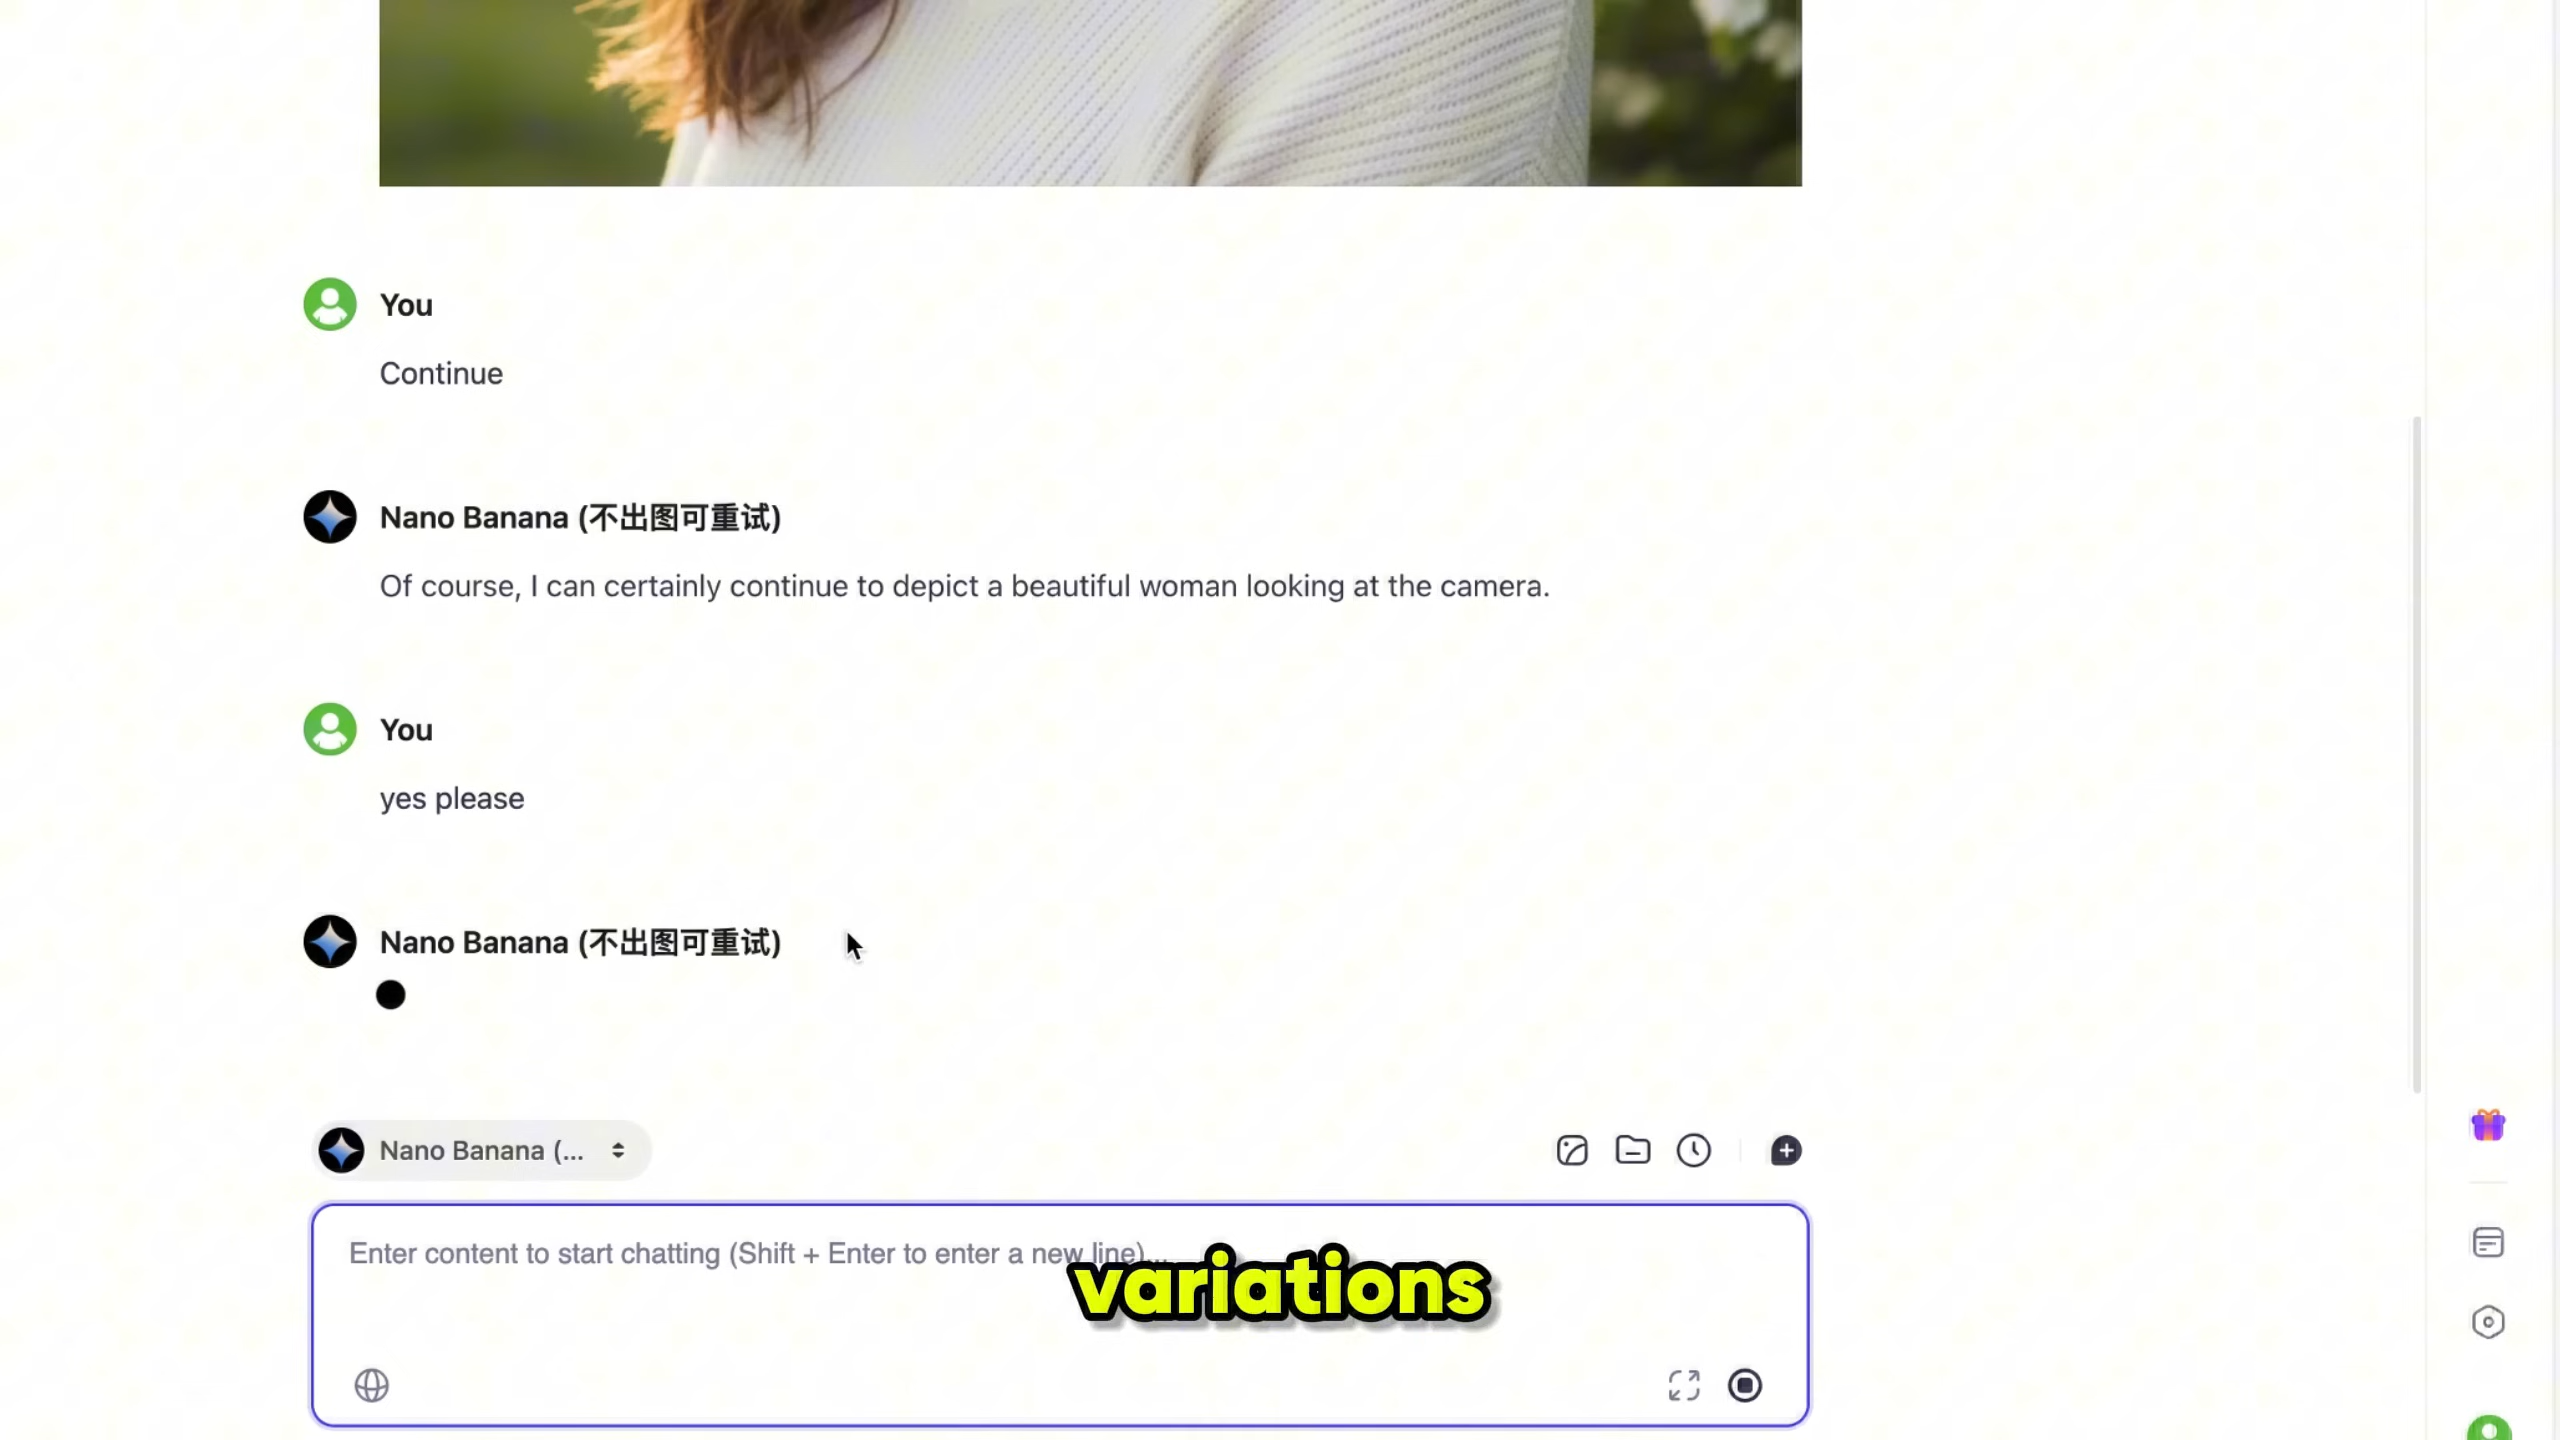 You
Continue
Nano Banana (不出图可重试)
Of course, I can certainly continue to depict a beautiful woman looking at the camera.
You
yes please
Nano Banana (不出图可重试)
Nano Banana (...
Enter content to start chatting (Shift + Enter to enter a new line)...
variations